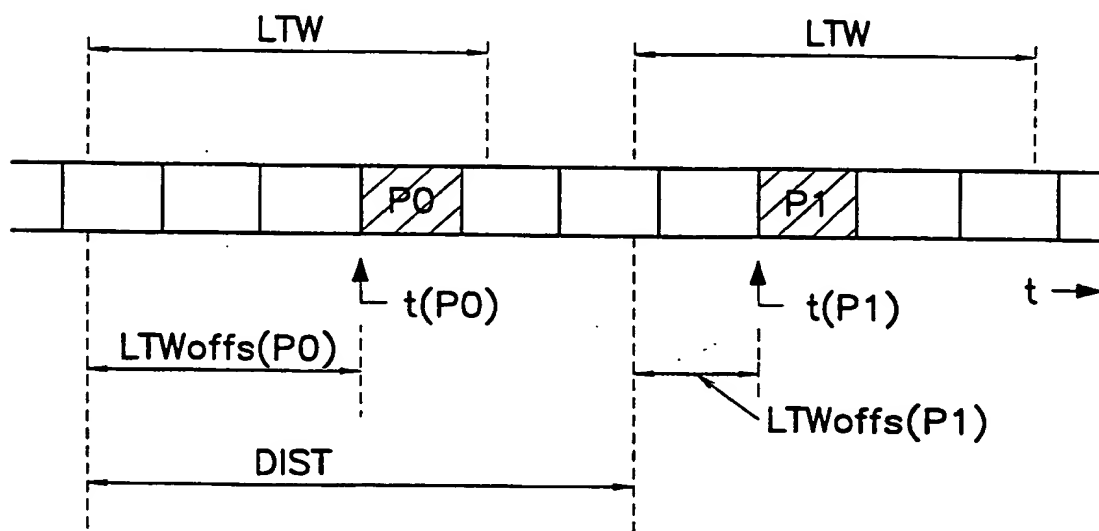 LTW
LTW
P0
P1
t(P0)
t(P1)
t
LTWoffs(P0)
LTWoffs(P1)
DIST